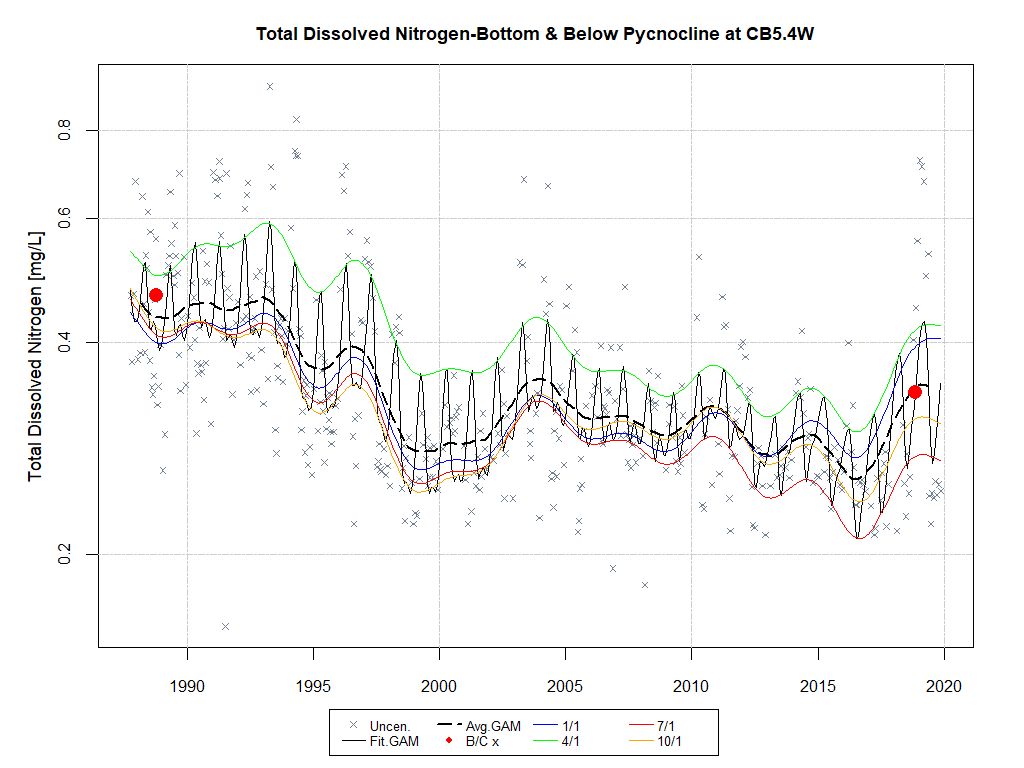 Total Dissolved Nitrogen-Bottom & Below Pycnocline at CB5.4W
Total Dissolved Nitrogen [mg/L]
0.8
0.6
0.4
0.2
1990 1995 2000 2005 2010 2015 2020
Uncen. Avg.GAM 1/1 7/1
Fit.GAM B/C x 4/1 10/1